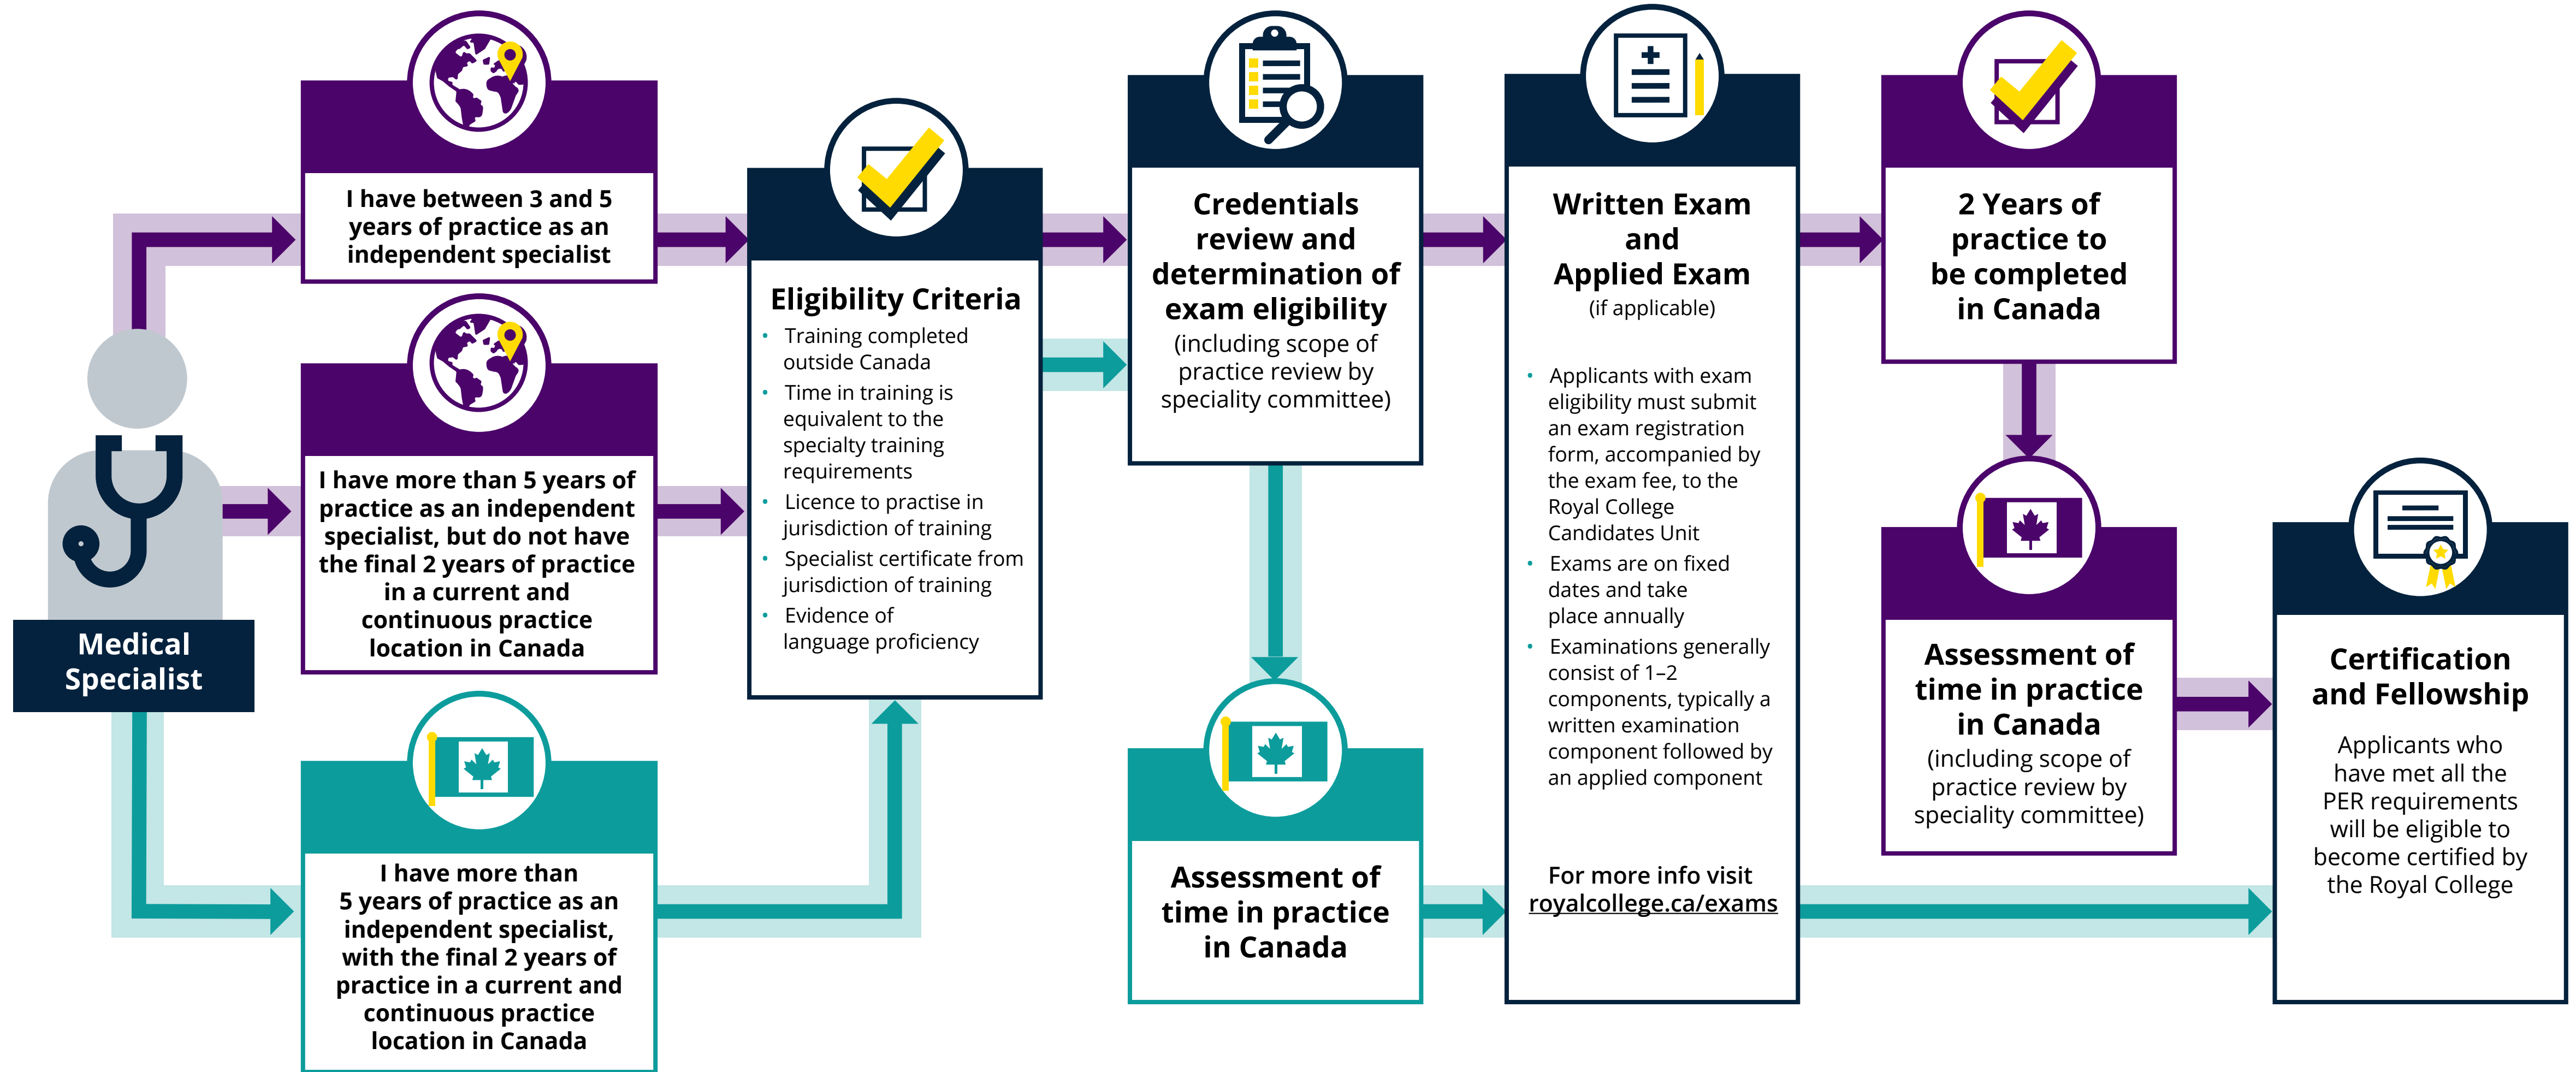 Medical
Specialist
I have between 3 and 5
years of practice as an
independent specialist
I have more than 5 years of
practice as an independent
specialist, but do not have
the final 2 years of practice
in a current and
continuous practice
location in Canada
I have more than
5 years of practice as an
independent specialist,
with the final 2 years of
practice in a current and
continuous practice
location in Canada
Eligibility Criteria
• Training completed
outside Canada
• Time in training is
equivalent to the
specialty training
requirements
• Licence to practise in
jurisdiction of training
• Specialist certificate from
jurisdiction of training
• Evidence of
language proficiency
Credentials
review and
determination of
exam eligibility
(including scope of
practice review by
speciality committee)
Assessment of
time in practice
in Canada
Written Exam
and
Applied Exam
(if applicable)
• Applicants with exam
eligibility must submit
an exam registration
form, accompanied by
the exam fee, to the
Royal College
Candidates Unit
• Exams are on fixed
dates and take
place annually
• Examinations generally
consist of 1–2
components, typically a
written examination
component followed by
an applied component
For more info visit
royalcollege.ca/exams
2 Years of
practice to
be completed
in Canada
Assessment of
time in practice
in Canada
(including scope of
practice review by
speciality committee)
Certification
and Fellowship
Applicants who
have met all the
PER requirements
will be eligible to
become certified by
the Royal College